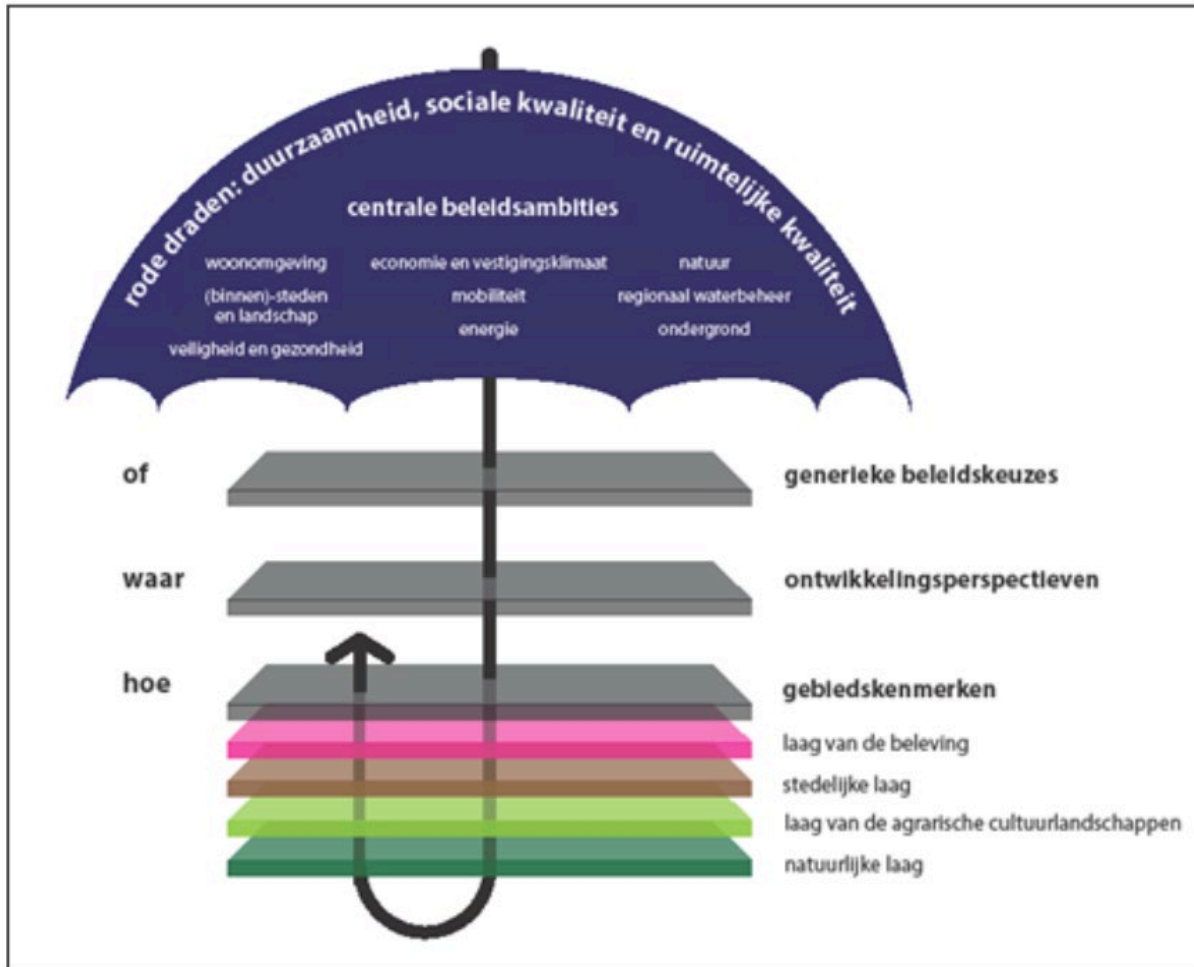 rode draden: duurzaamheid, sociale kwaliteit en ruimtelijke kwaliteit
centrale beleidsambities
woonomgeving
(binnen)-steden
en landschap
veiligheid en gezondheid
economie en vestigingsklimaat
mobiliteit
energie
natuur
regionaal waterbeheer
ondergrond
of
generieke beleidskeuzes
waar
ontwikkelingsperspectieven
hoe
gebiedskenmerken
laag van de beleving
stedelijke laag
laag van de agrarische cultuurlandschappen
natuurlijke laag